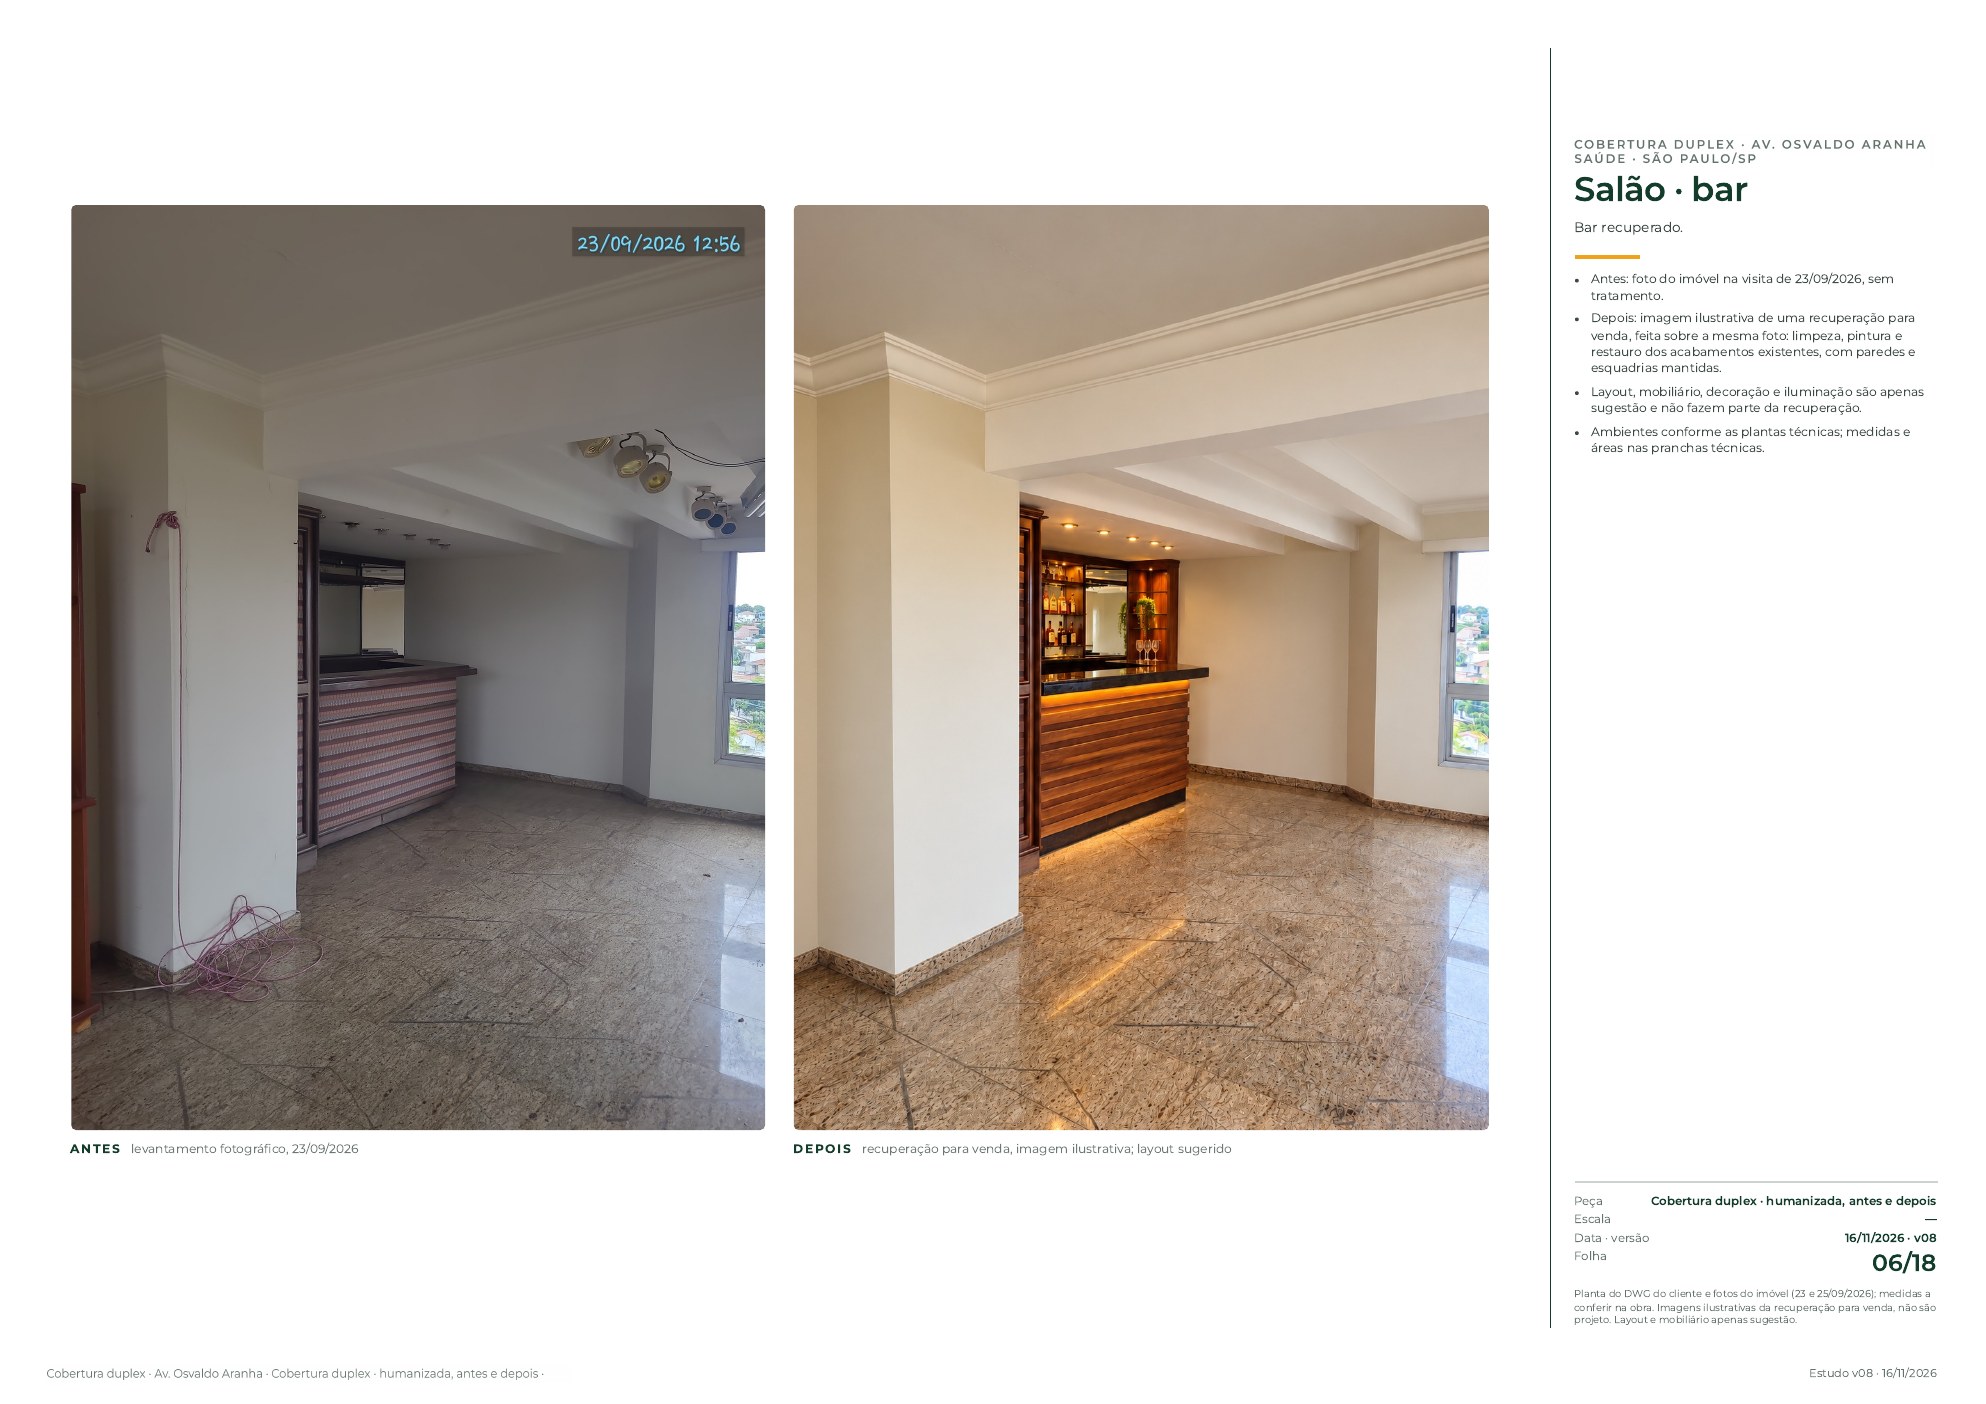 COBERTURA DUPLEX · AV. OSVALDO ARANHA
SAÚDE · SÃO PAULO/SP
Salão · bar
Bar recuperado.
• Antes: foto do imóvel na visita de 23/09/2026, sem
tratamento.
• Depois: imagem ilustrativa de uma recuperação para
venda, feita sobre a mesma foto: limpeza, pintura e
restauro dos acabamentos existentes, com paredes e
esquadrias mantidas.
• Layout, mobiliário, decoração e iluminação são apenas
sugestão e não fazem parte da recuperação.
• Ambientes conforme as plantas técnicas; medidas e
áreas nas pranchas técnicas.
23/09/2026 12:56
ANTES levantamento fotográfico, 23/09/2026
DEPOIS recuperação para venda, imagem ilustrativa; layout sugerido
Peça Cobertura duplex · humanizada, antes e depois
Escala —
Data · versão 16/11/2026 · v08
Folha 06/18
Planta do DWG do cliente e fotos do imóvel (23 e 25/09/2026); medidas a
conferir na obra. Imagens ilustrativas da recuperação para venda, não são
projeto. Layout e mobiliário apenas sugestão.
Cobertura duplex · Av. Osvaldo Aranha · Cobertura duplex · humanizada, antes e depois ·
Estudo v08 · 16/11/2026